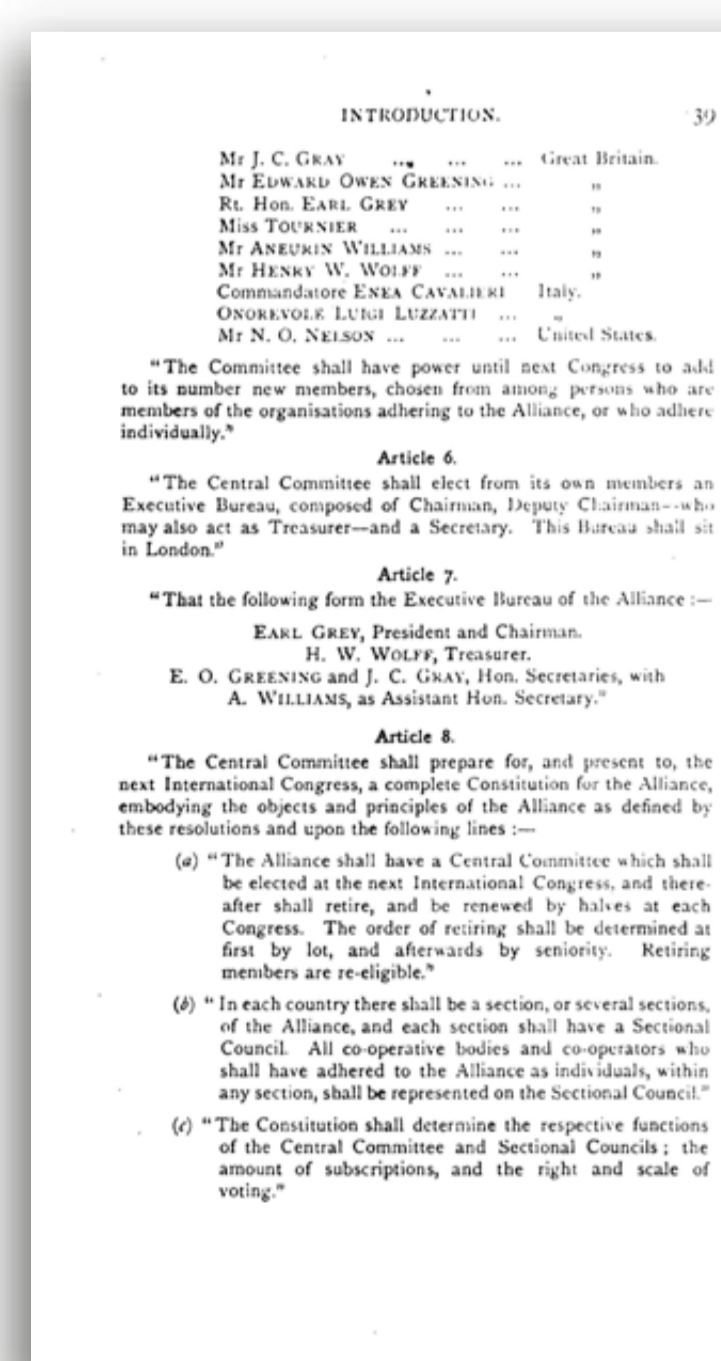 INTRODUCTION. 39
Mr J. C. GRAY ... ... ... Great Britain.
Mr EDWARD OWEN GREENING ... „
Rt. Hon. EARL GREY ... ... „
Miss TOURNIER ... ... ... „
Mr ANEURIN WILLIAMS ... ... „
Mr HENRY W. WOLFF ... ... „
Commandatore ENEA CAVALIERI Italy.
ONOREVOLE LUIGI LUZZATTI ... „
Mr N. O. NELSON ... ... ... United States.
"The Committee shall have power until next Congress to add
to its number new members, chosen from among persons who are
members of the organisations adhering to the Alliance, or who adhere
individually."
Article 6.
"The Central Committee shall elect from its own members an
Executive Bureau, composed of Chairman, Deputy Chairman--who
may also act as Treasurer—and a Secretary. This Bureau shall sit
in London."
Article 7.
"That the following form the Executive Bureau of the Alliance :—
EARL GREY, President and Chairman.
H. W. WOLFF, Treasurer.
E. O. GREENING and J. C. GRAY, Hon. Secretaries, with
A. WILLIAMS, as Assistant Hon. Secretary."
Article 8.
"The Central Committee shall prepare for, and present to, the
next International Congress, a complete Constitution for the Alliance,
embodying the objects and principles of the Alliance as defined by
these resolutions and upon the following lines :—
(a) "The Alliance shall have a Central Committee which shall
be elected at the next International Congress, and there-
after shall retire, and be renewed by halves at each
Congress. The order of retiring shall be determined at
first by lot, and afterwards by seniority. Retiring
members are re-eligible."
(b) "In each country there shall be a section, or several sections,
of the Alliance, and each section shall have a Sectional
Council. All co-operative bodies and co-operators who
shall have adhered to the Alliance as individuals, within
any section, shall be represented on the Sectional Council."
(c) "The Constitution shall determine the respective functions
of the Central Committee and Sectional Councils ; the
amount of subscriptions, and the right and scale of
voting."